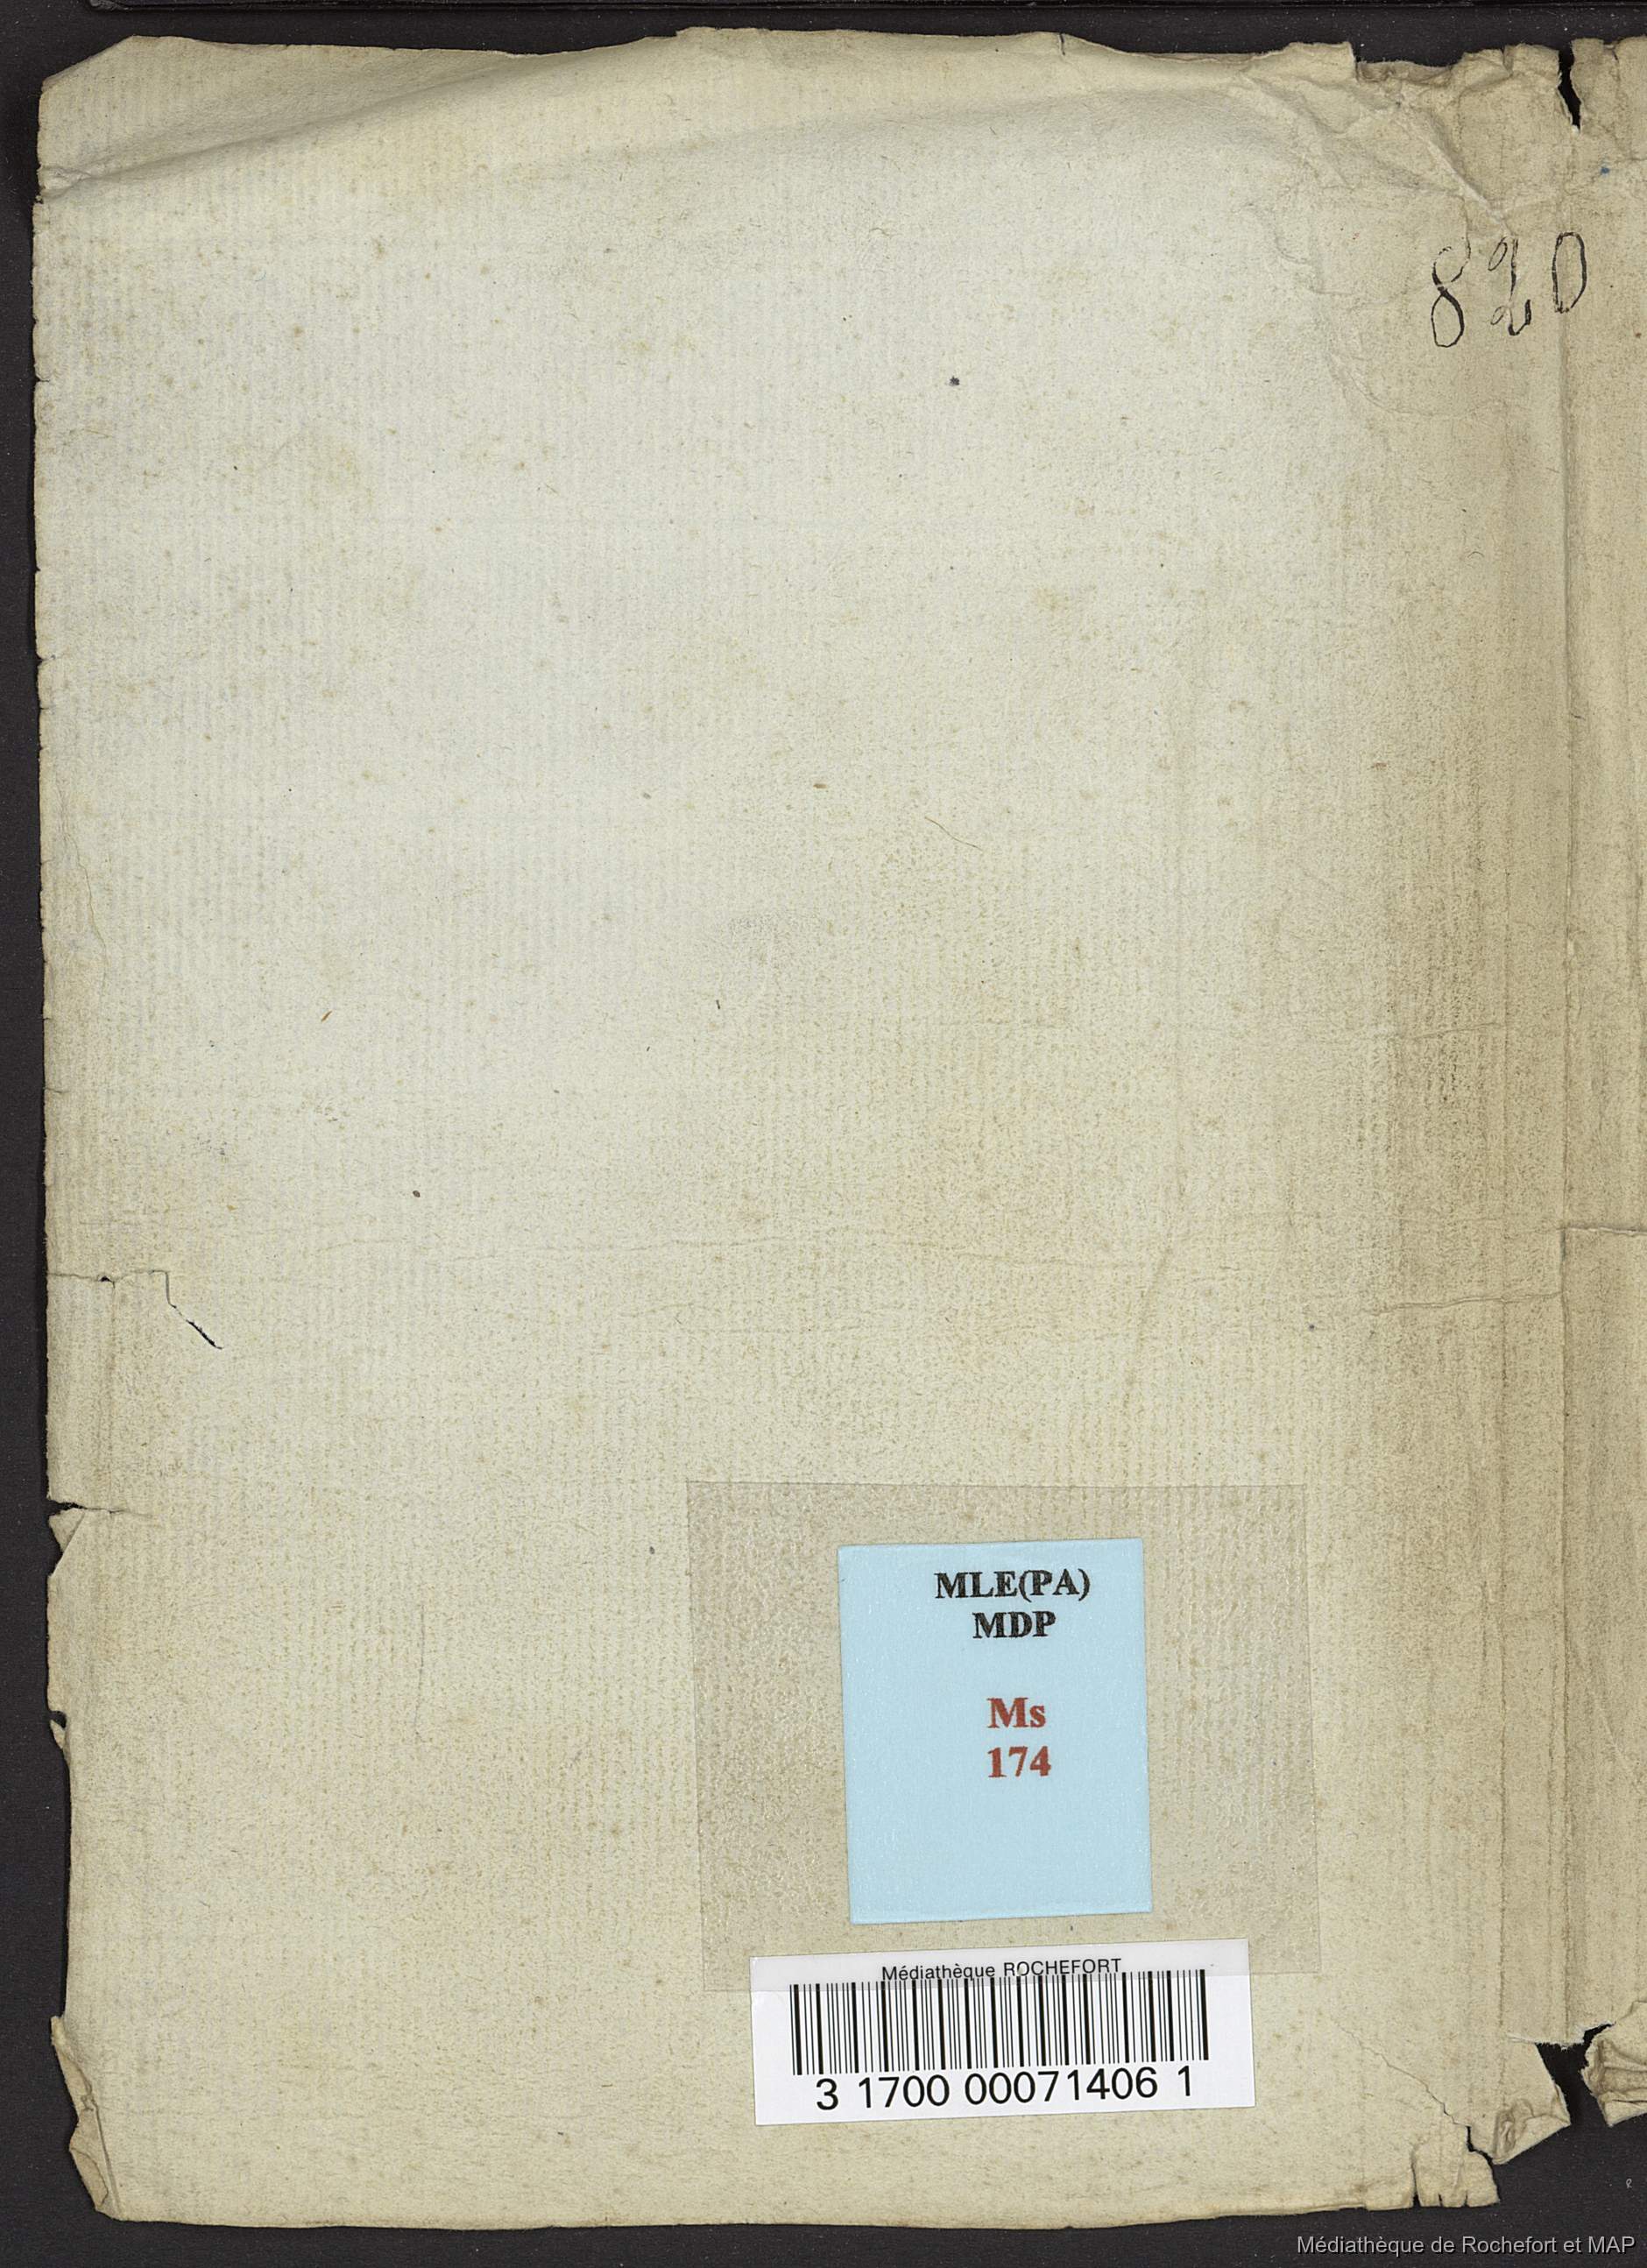 820
MLE(PA)
MDP
Ms
174
Médiathèque ROCHEFORT
3 1700 00071406 1
Médiathèque de Rochefort et MAP